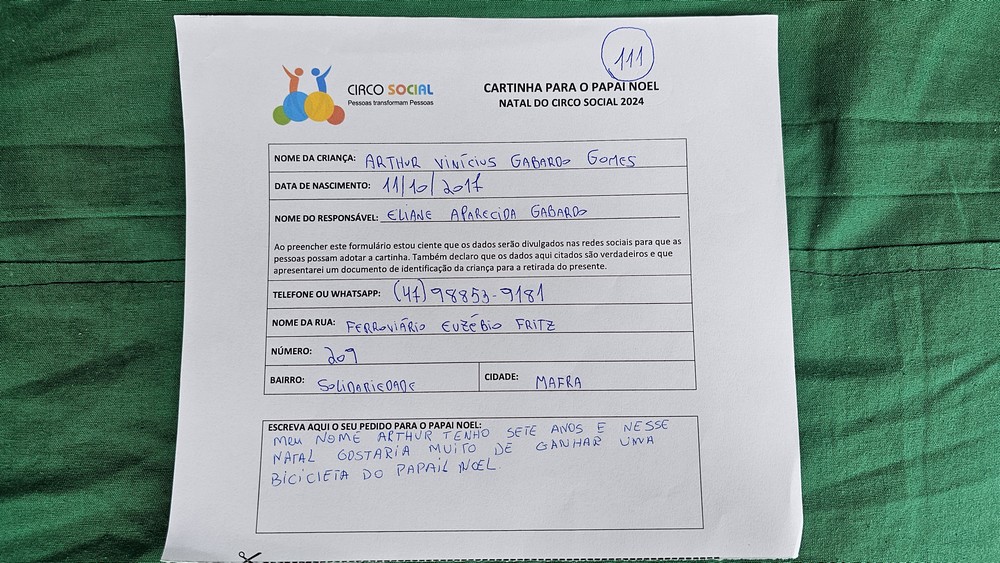 111
CIRCO SOCIAL
Pessoas transformam Pessoas
CARTINHA PARA O PAPAI NOEL
NATAL DO CIRCO SOCIAL 2024
NOME DA CRIANÇA: ARTHUR VINÍCIUS GABARDO GOMES
DATA DE NASCIMENTO: 11/10/2017
NOME DO RESPONSÁVEL: ELIANE APARECIDA GABARDO
Ao preencher este formulário estou ciente que os dados serão divulgados nas redes sociais para que as
pessoas possam adotar a cartinha. Também declaro que os dados aqui citados são verdadeiros e que
apresentarei um documento de identificação da criança para a retirada do presente.
TELEFONE OU WHATSAPP: (47) 98853-9181
NOME DA RUA: FERROVIÁRIO EUZÉBIO FRITZ
NÚMERO: 209
BAIRRO: SOLIDARIEDADE CIDADE: MAFRA
ESCREVA AQUI O SEU PEDIDO PARA O PAPAI NOEL:
MEU NOME ARTHUR TENHO SETE ANOS E NESSE
NATAL GOSTARIA MUITO DE GANHAR UMA
BICICLETA DO PAPAIL NOEL.